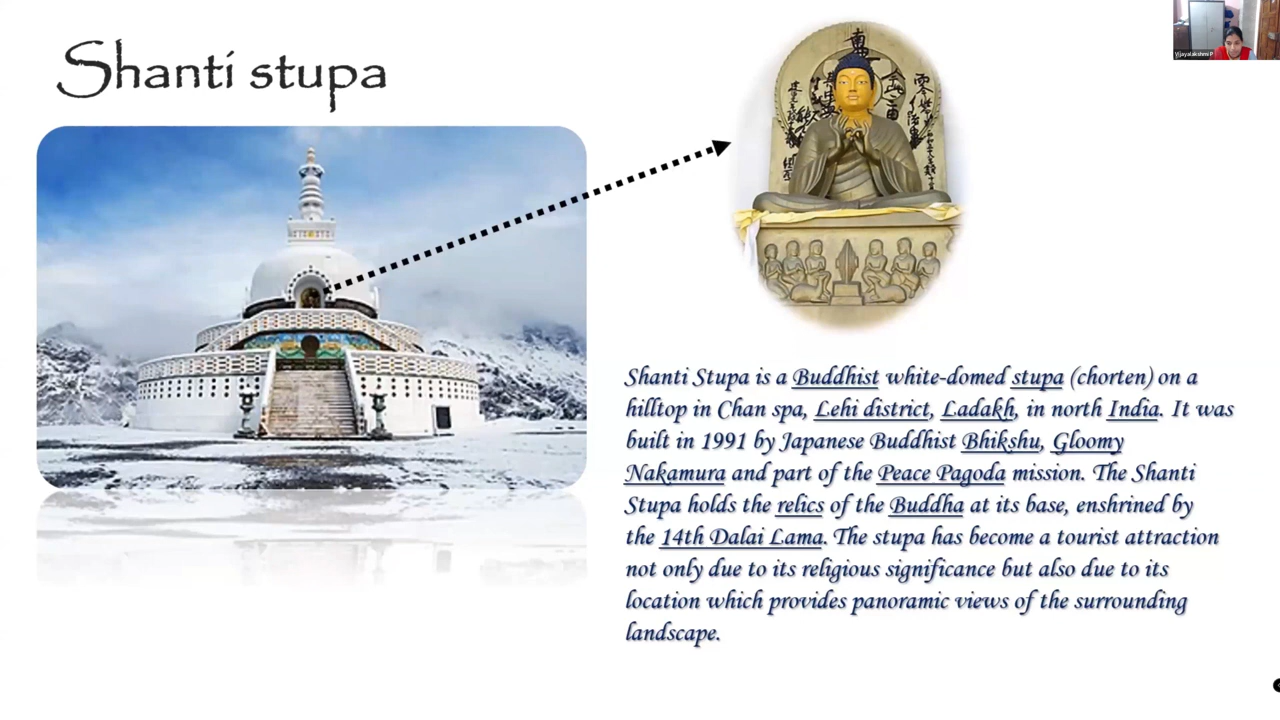 Shanti stupa
Vijayalakshmi P
Shanti Stupa is a Buddhist white-domed stupa (chorten) on a
hilltop in Chan spa, Lehi district, Ladakh, in north India. It was
built in 1991 by Japanese Buddhist Bhikshu, Gloomy
Nakamura and part of the Peace Pagoda mission. The Shanti
Stupa holds the relics of the Buddha at its base, enshrined by
the 14th Dalai Lama. The stupa has become a tourist attraction
not only due to its religious significance but also due to its
location which provides panoramic views of the surrounding
landscape.